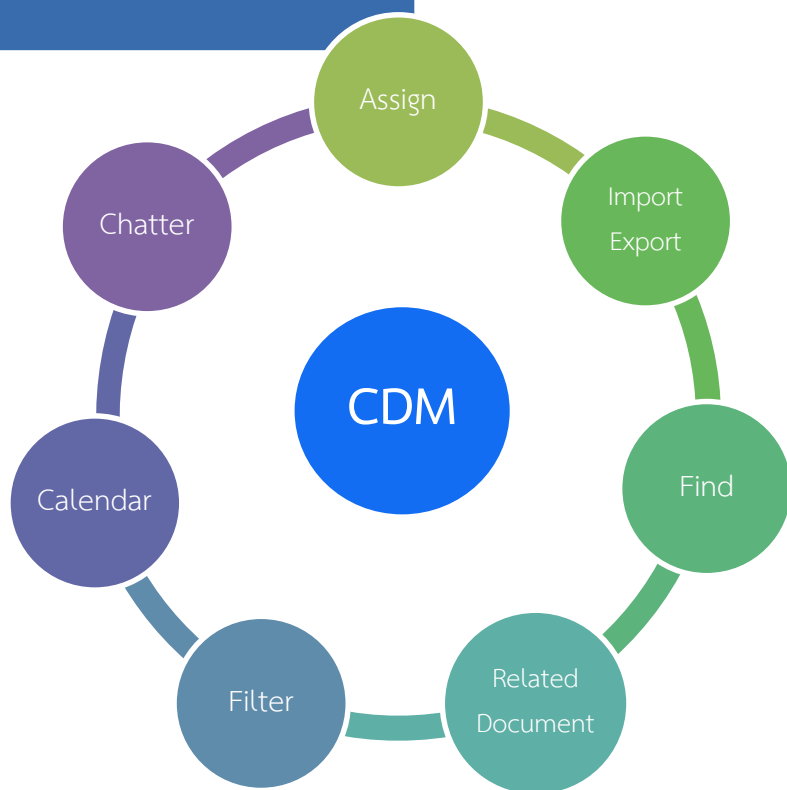 Assign
Import
Export
Find
Related
Document
Filter
Calendar
Chatter
CDM